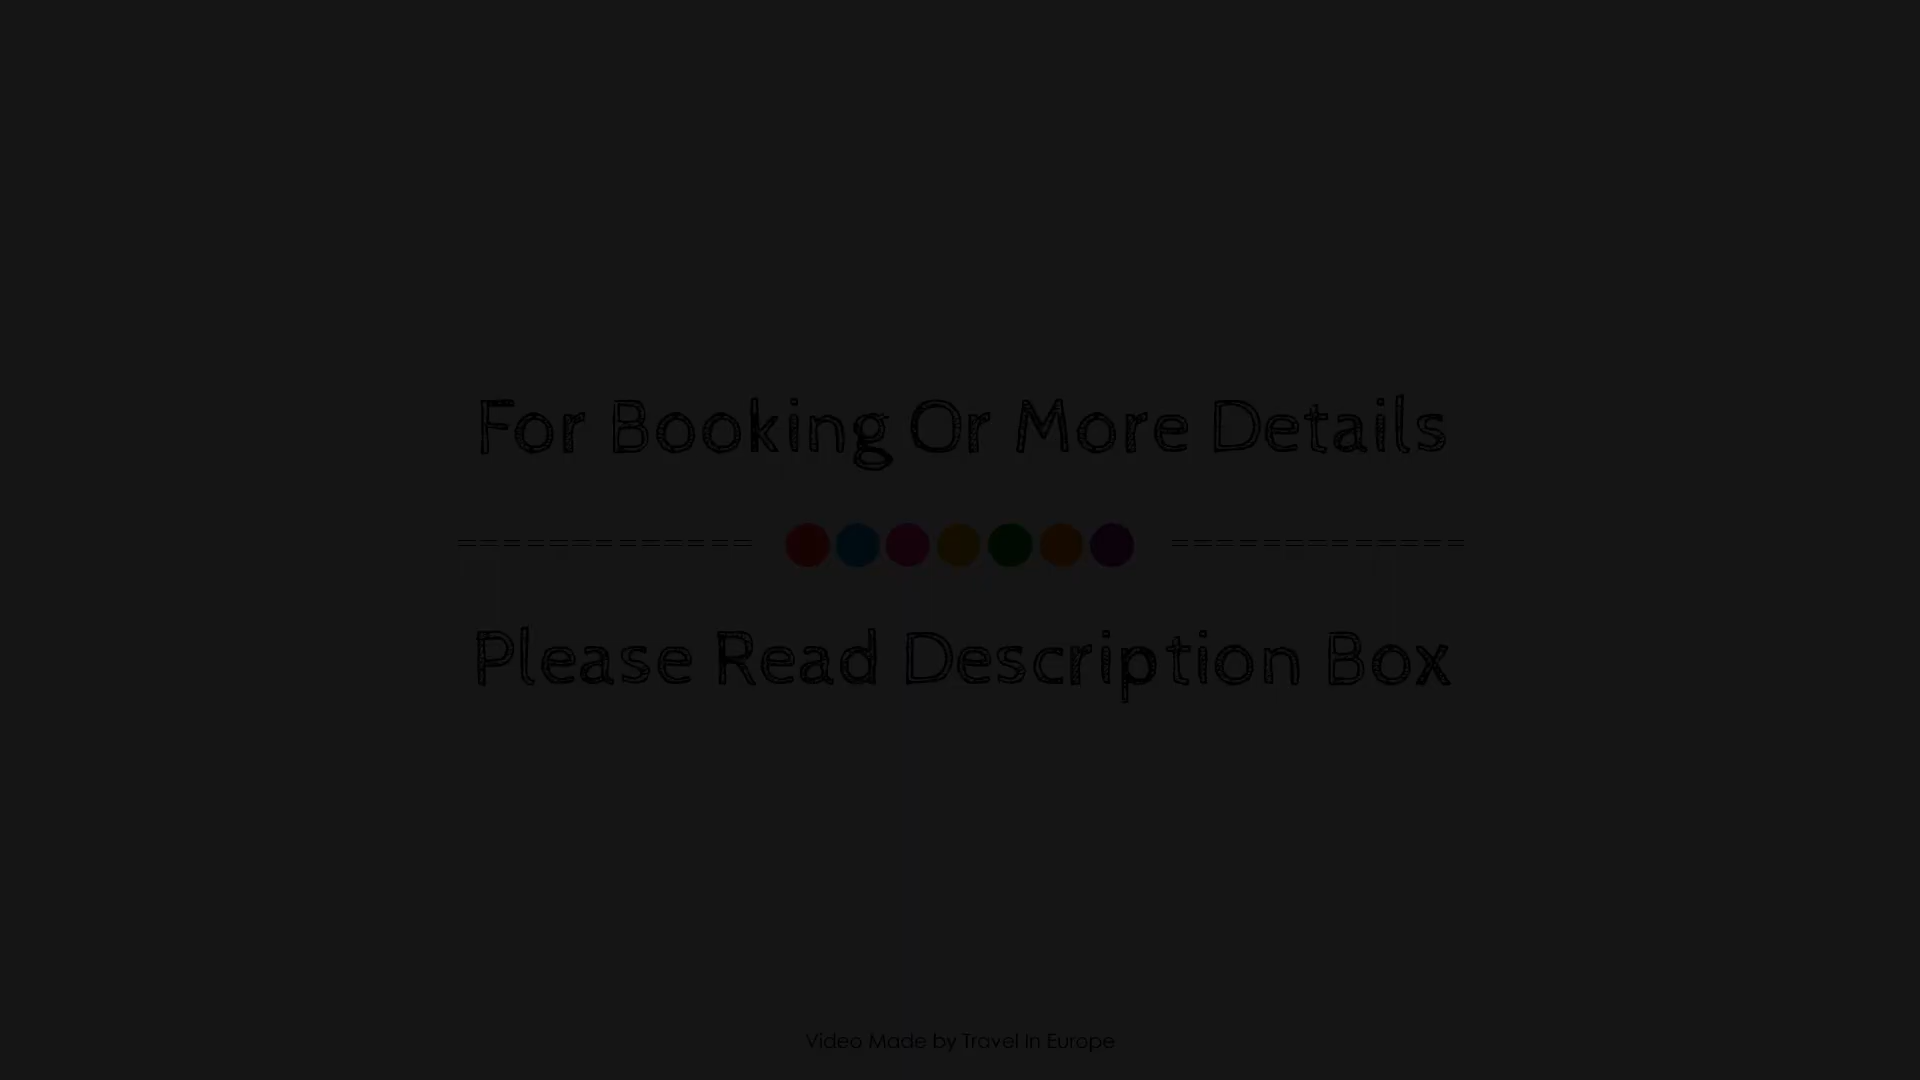 For Booking Or More Details
============= =============
Please Read Description Box
Video Made by Travel In Europe